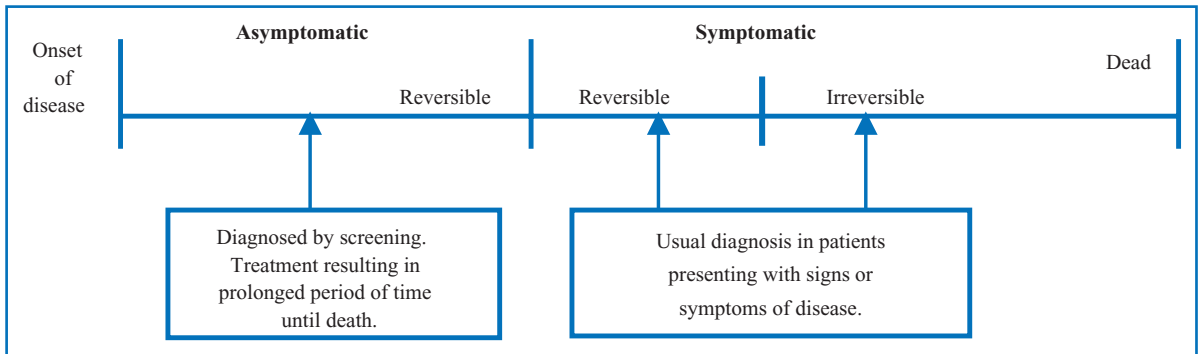 Asymptomatic
Symptomatic
Onset
of
disease
Dead
Reversible
Reversible
Irreversible
Diagnosed by screening.
Treatment resulting in
prolonged period of time
until death.
Usual diagnosis in patients
presenting with signs or
symptoms of disease.